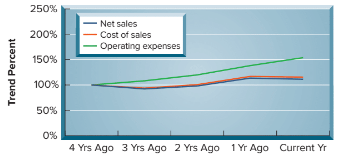 250%
200%
150%
100%
50%
0%
Trend Percent
Net sales
Cost of sales
Operating expenses
4 Yrs Ago 3 Yrs Ago 2 Yrs Ago 1 Yr Ago Current Yr